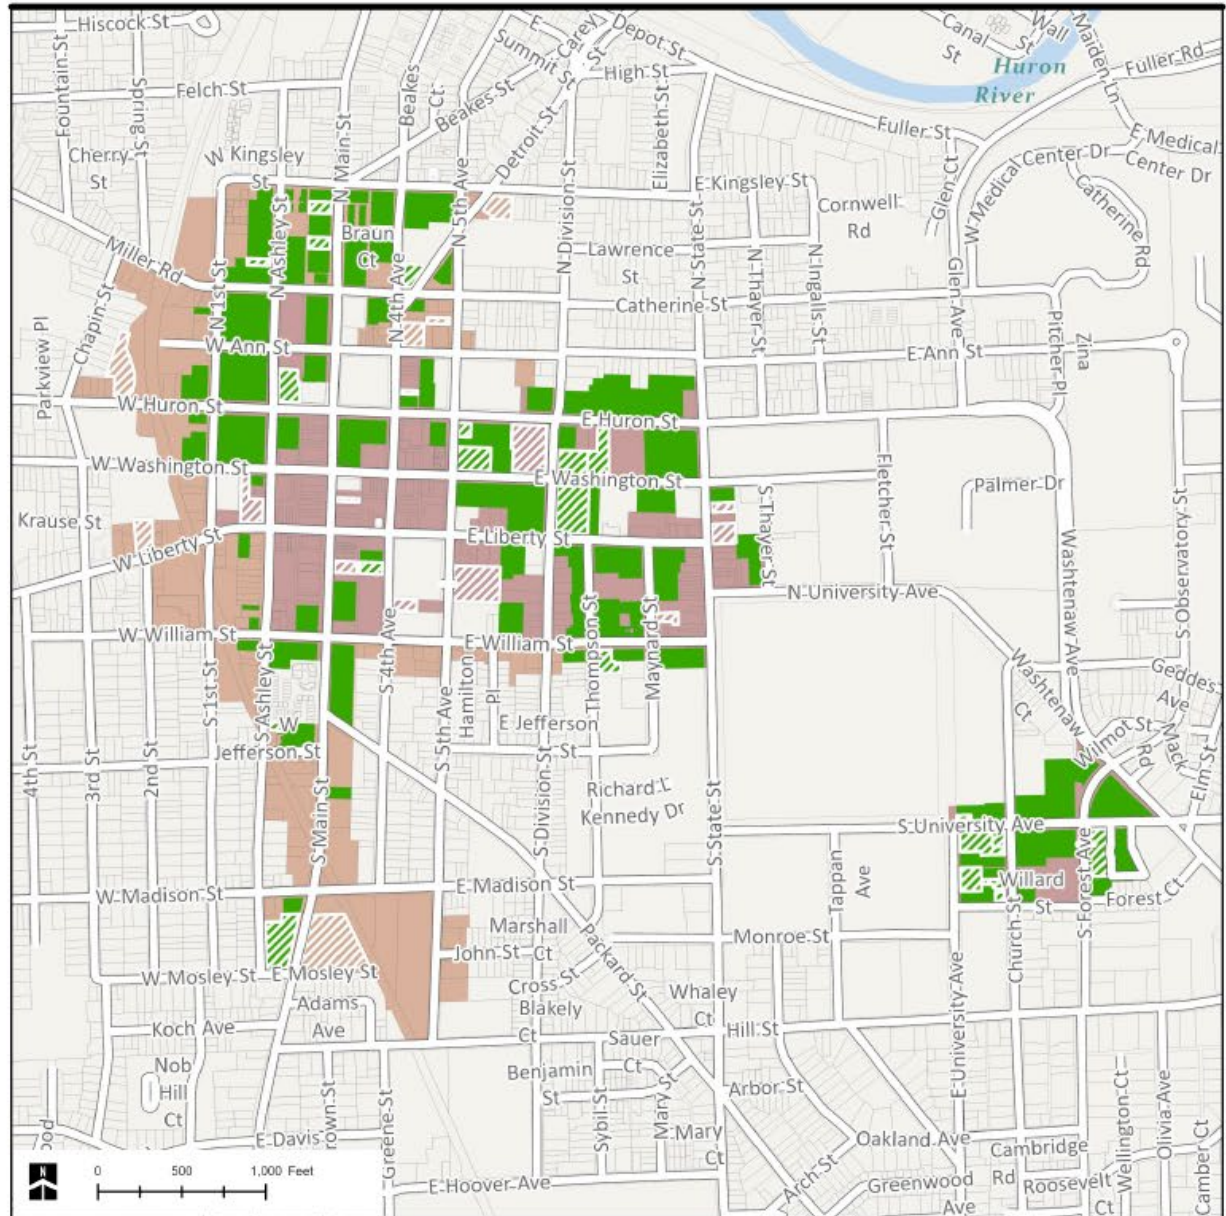 Hiscock St
Fountain St
Spring St
Felch St
N Main St
Beakes
Ct
Beakes St
E
Summit St
Carey
St
Depot St
High St
Detroit St
Elizabeth St
Canal
St
Wall
St
Maiden Ln
Huron
River
Fuller Rd
Fuller St
E Medical
Center Dr
W Medical Center Dr
Catherine Rd
Glen Ct
Cherry
St
W Kingsley
St
E Kingsley St
Cornwell
Rd
N 5th Ave
N Division St
N State St
Lawrence
St
N Thayer St
N Ingalls St
Braun
Ct
N Ashley St
N 1st St
N 4th Ave
Miller Rd
Chapin St
Catherine St
Glen Ave
Pitcher Pl
Zina
Parkview Pl
W Ann St
E Ann St
W Huron St
E Huron St
W Washington St
E Washington St
Fletcher St
Palmer Dr
S Thayer St
Krause St
W Liberty St
E Liberty St
Washtenaw Ave
S Observatory St
N University Ave
W William St
E William St
S 4th Ave
Thompson St
Maynard St
S 1st St
S Ashley St
Hamilton
Pl
S 5th Ave
E Jefferson
St
W
Jefferson St
Washtenaw
Ct
Geddes
Ave
Wilmot St
Mack
Rd
Elm St
4th St
3rd St
2nd St
S Main St
S Division St
Richard L
Kennedy Dr
S State St
S University Ave
Tappan
Ave
Willard
St
Church St
S Forest Ave
Forest Ct
W Madison St
E Madison St
Marshall
Ct
John St
Packard St
Monroe St
W Mosley St
E Mosley St
Cross St
Blakely
Ct
Whaley
Ct
Adams
Ave
Koch Ave
Hill St
E University Ave
Nob
Hill
Ct
Sauer
Ct
Benjamin
St
Sybil St
Mary St
Mary
Ct
Arbor St
Arch St
Oakland Ave
Greenwood
Ave
Cambridge
Rd
Roosevelt
Ct
Wellington Ct
Olivia Ave
Camber Ct
E Davis
rown St
Greene St
E Hoover Ave
ood
N
0 500 1,000 Feet